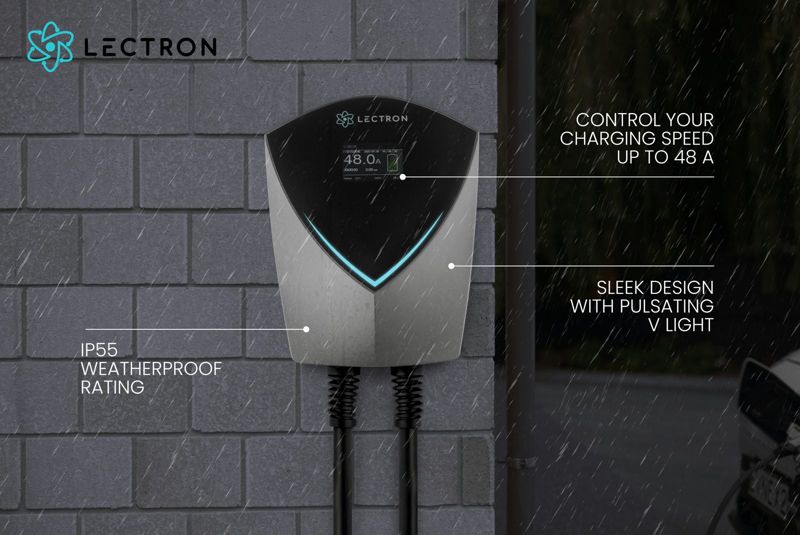 LECTRON
LECTRON
48.0A
CONTROL YOUR
CHARGING SPEED
UP TO 48 A
SLEEK DESIGN
WITH PULSATING
V LIGHT
IP55
WEATHERPROOF
RATING